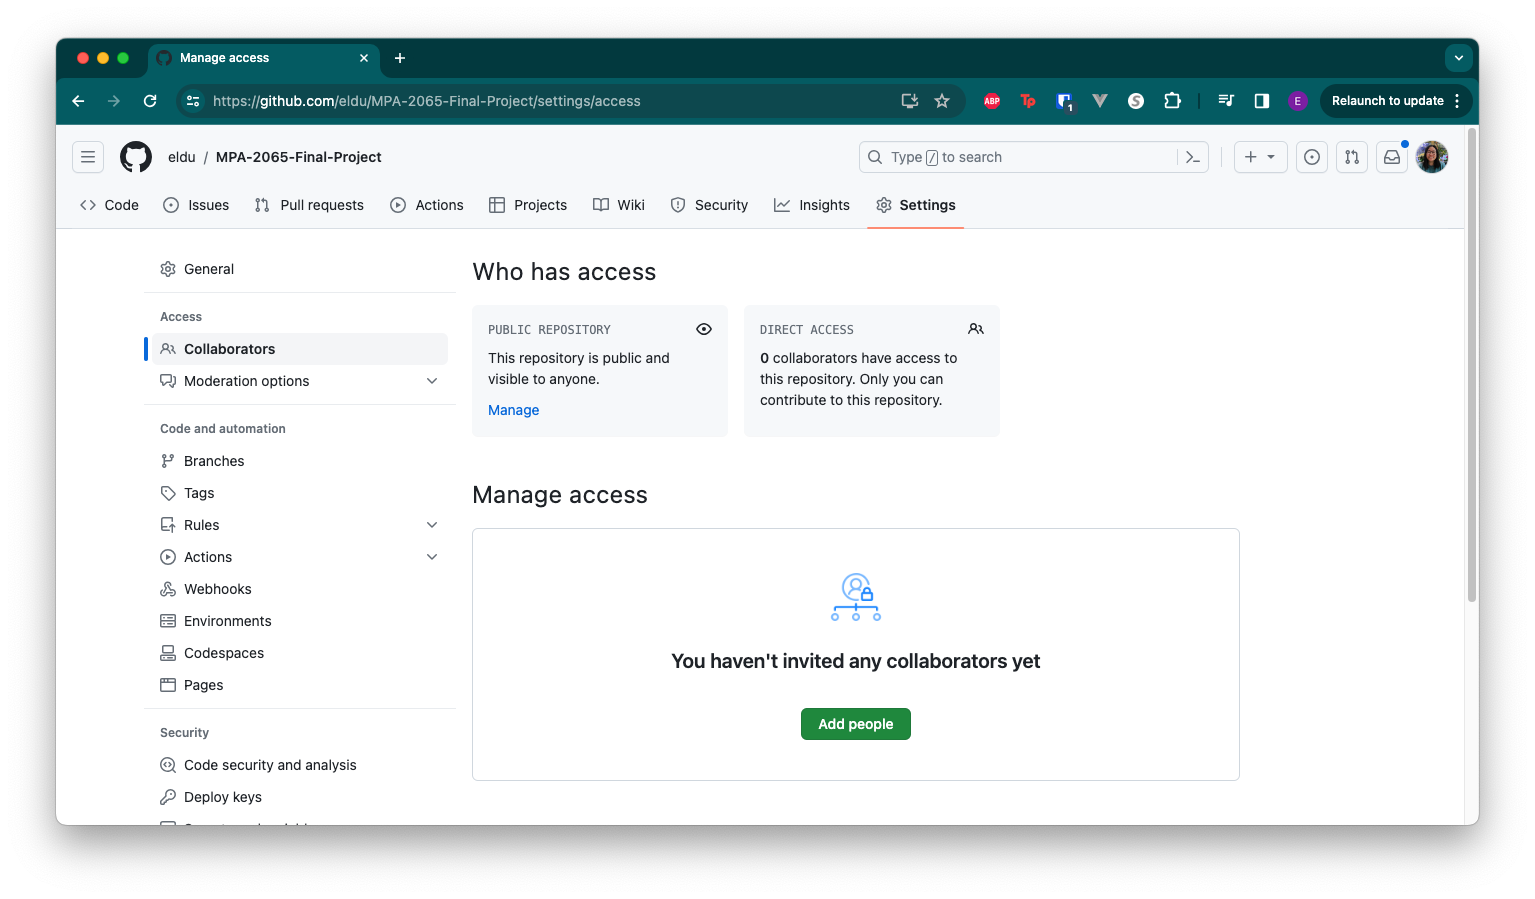 Manage access
https://github.com/eldu/MPA-2065-Final-Project/settings/access
ABP
Tp
1
S
E
Relaunch to update
eldu / MPA-2065-Final-Project
Type / to search
Code
Issues
Pull requests
Actions
Projects
Wiki
Security
Insights
Settings
General
Access
Collaborators
Moderation options
Code and automation
Branches
Tags
Rules
Actions
Webhooks
Environments
Codespaces
Pages
Security
Code security and analysis
Deploy keys
Who has access
PUBLIC REPOSITORY
This repository is public and
visible to anyone.
Manage
DIRECT ACCESS
0 collaborators have access to
this repository. Only you can
contribute to this repository.
Manage access
You haven't invited any collaborators yet
Add people